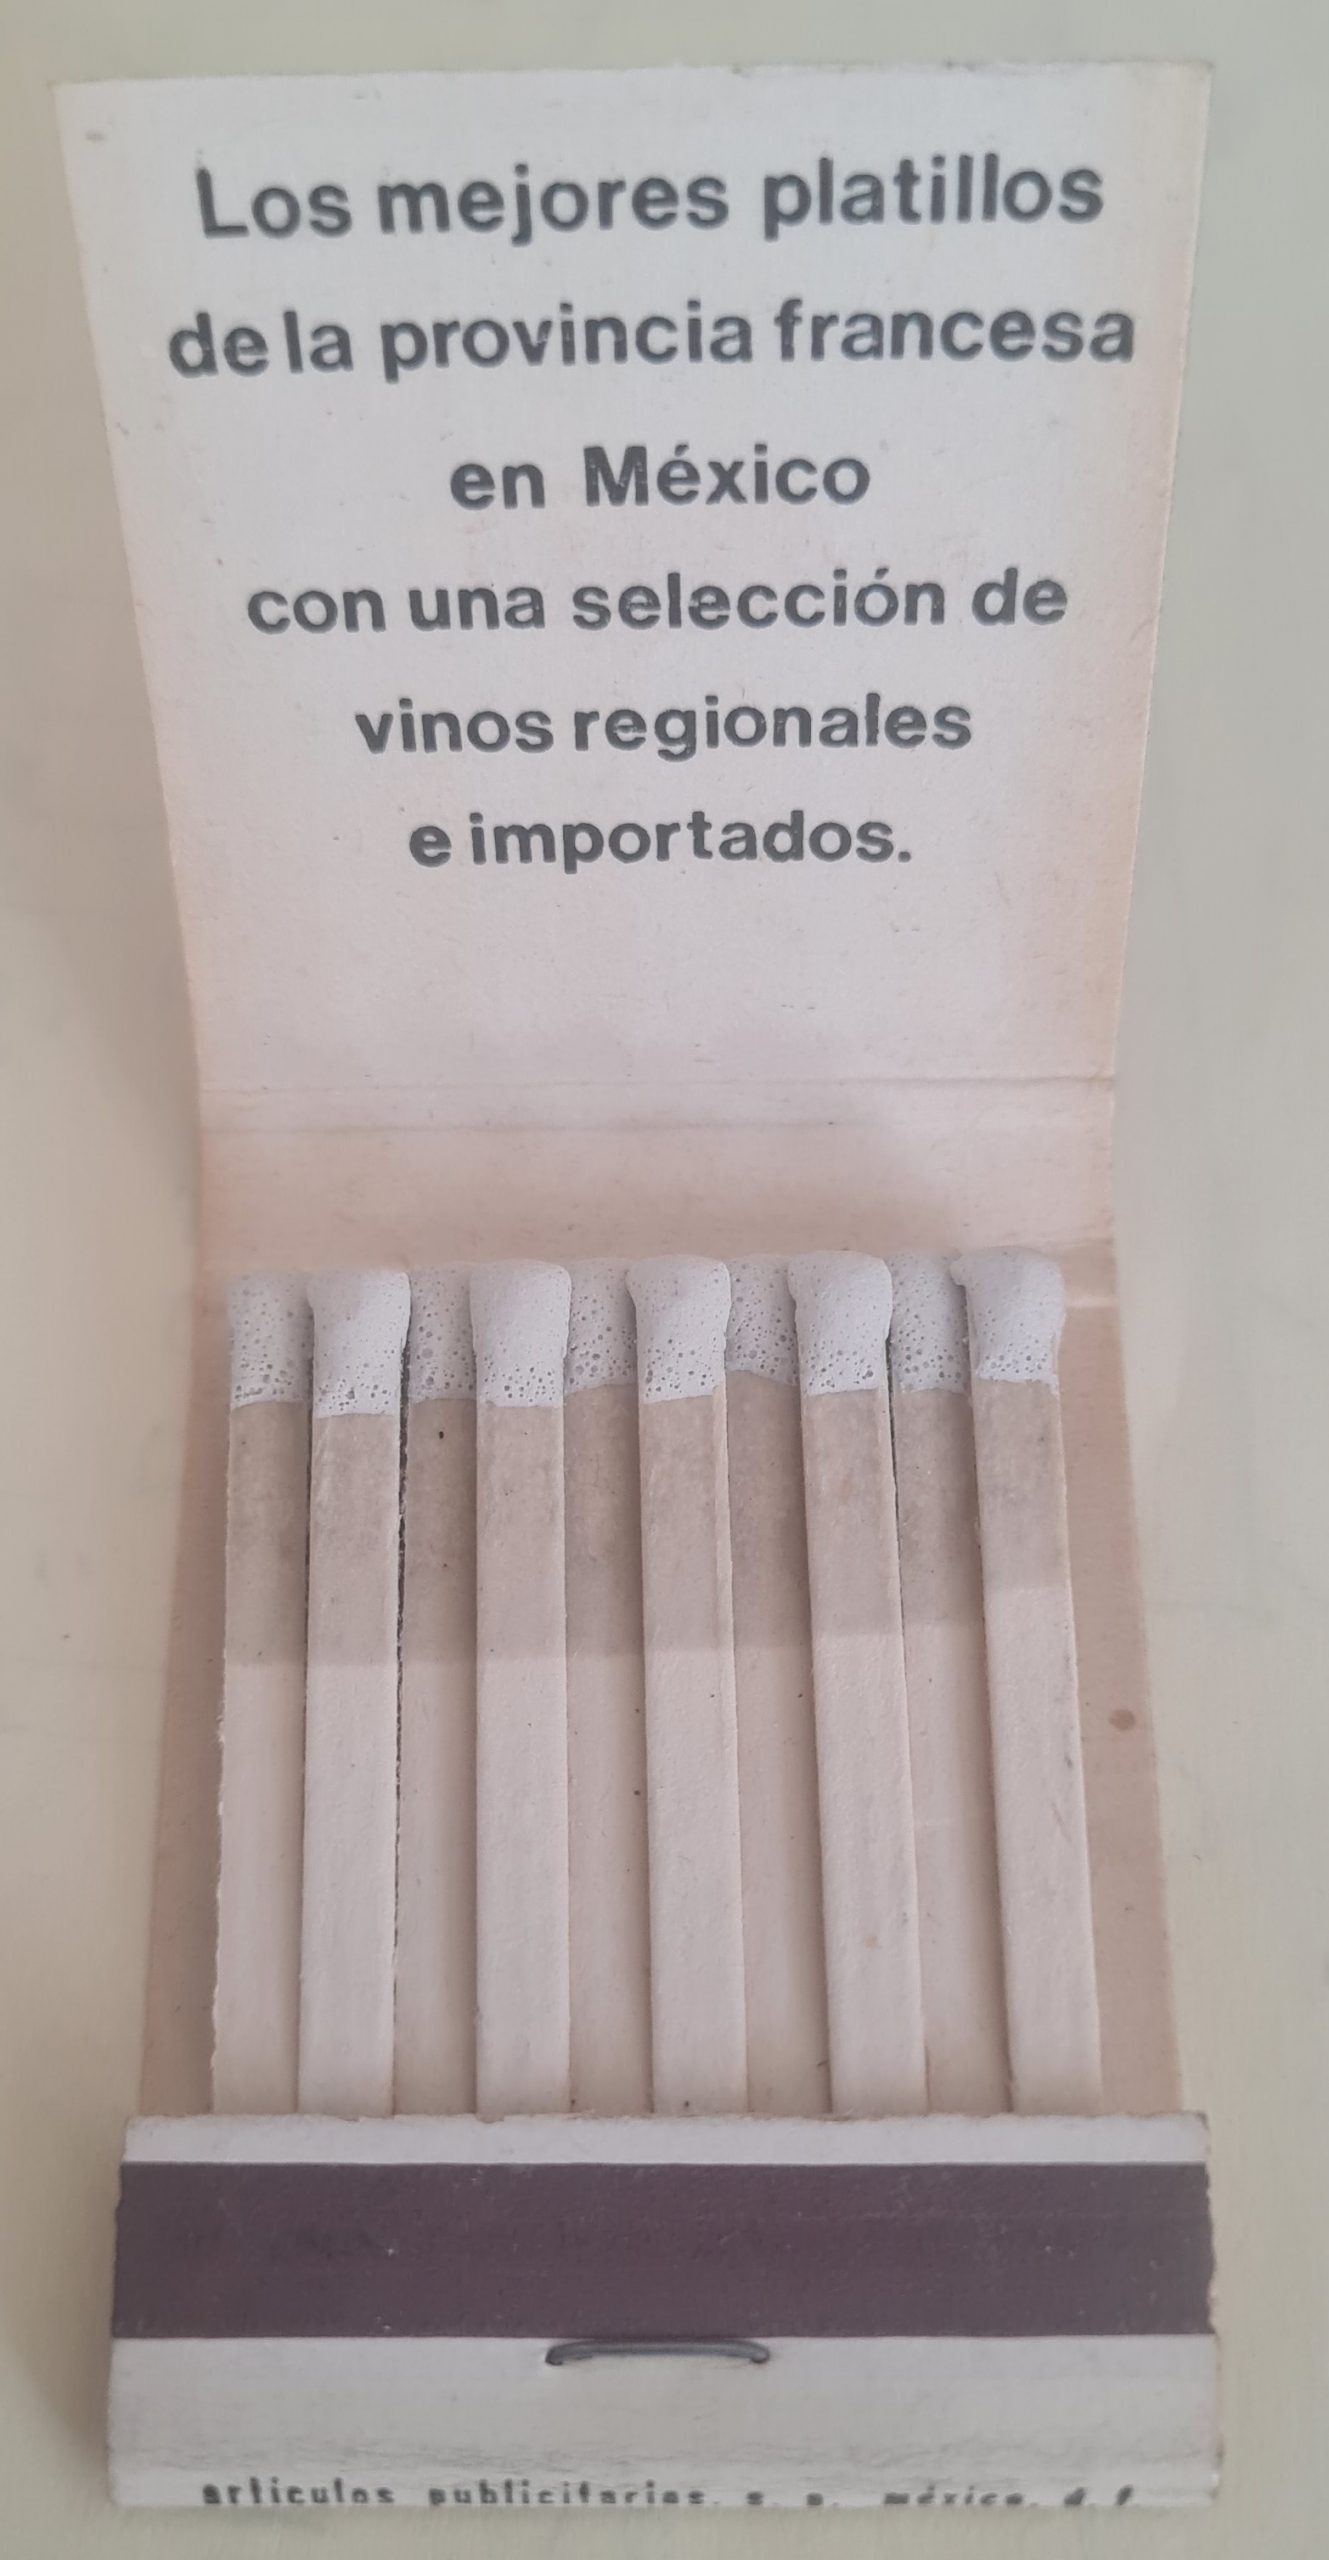 Los mejores platillos
de la provincia francesa
en México
con una selección de
vinos regionales
e importados.
articulos publicitarios, s. a. méxico, d. f.